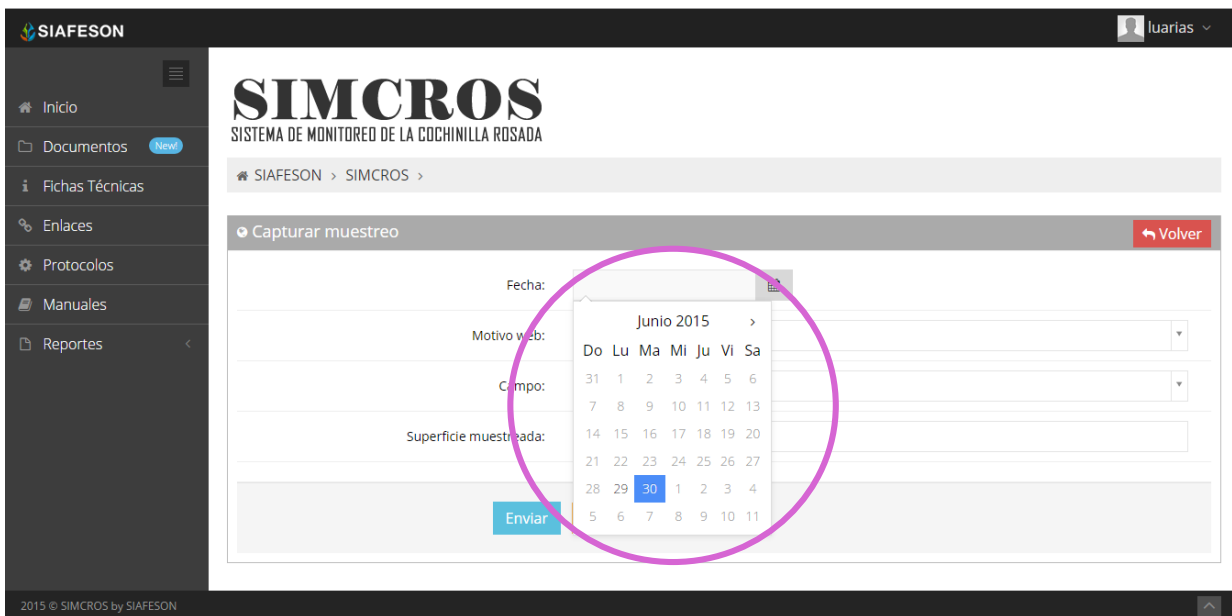 SIAFESON
luarias
Inicio
Documentos New!
Fichas Técnicas
Enlaces
Protocolos
Manuales
Reportes
SIMCROS
SISTEMA DE MONITOREO DE LA COCHINILLA ROSADA
SIAFESON > SIMCROS >
Capturar muestreo
Volver
Fecha:
Motivo web:
Campo:
Superficie muestreada:
Junio 2015 >
Do Lu Ma Mi Ju Vi Sa
31 1 2 3 4 5 6
7 8 9 10 11 12 13
14 15 16 17 18 19 20
21 22 23 24 25 26 27
28 29 30 1 2 3 4
5 6 7 8 9 10 11
Enviar
2015 © SIMCROS by SIAFESON